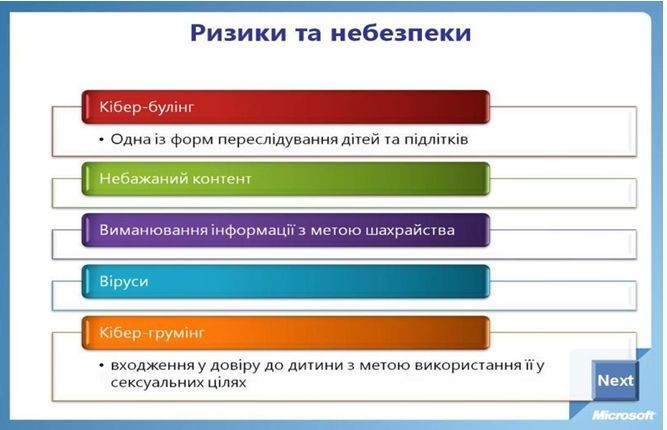 Ризики та небезпеки
Кібер-булінг
• Одна із форм переслідування дітей та підлітків
Небажаний контент
Виманювання інформації з метою шахрайства
Віруси
Кібер-грумінг
• входження у довіру до дитини з метою використання її у
сексуальних цілях
Next
Microsoft